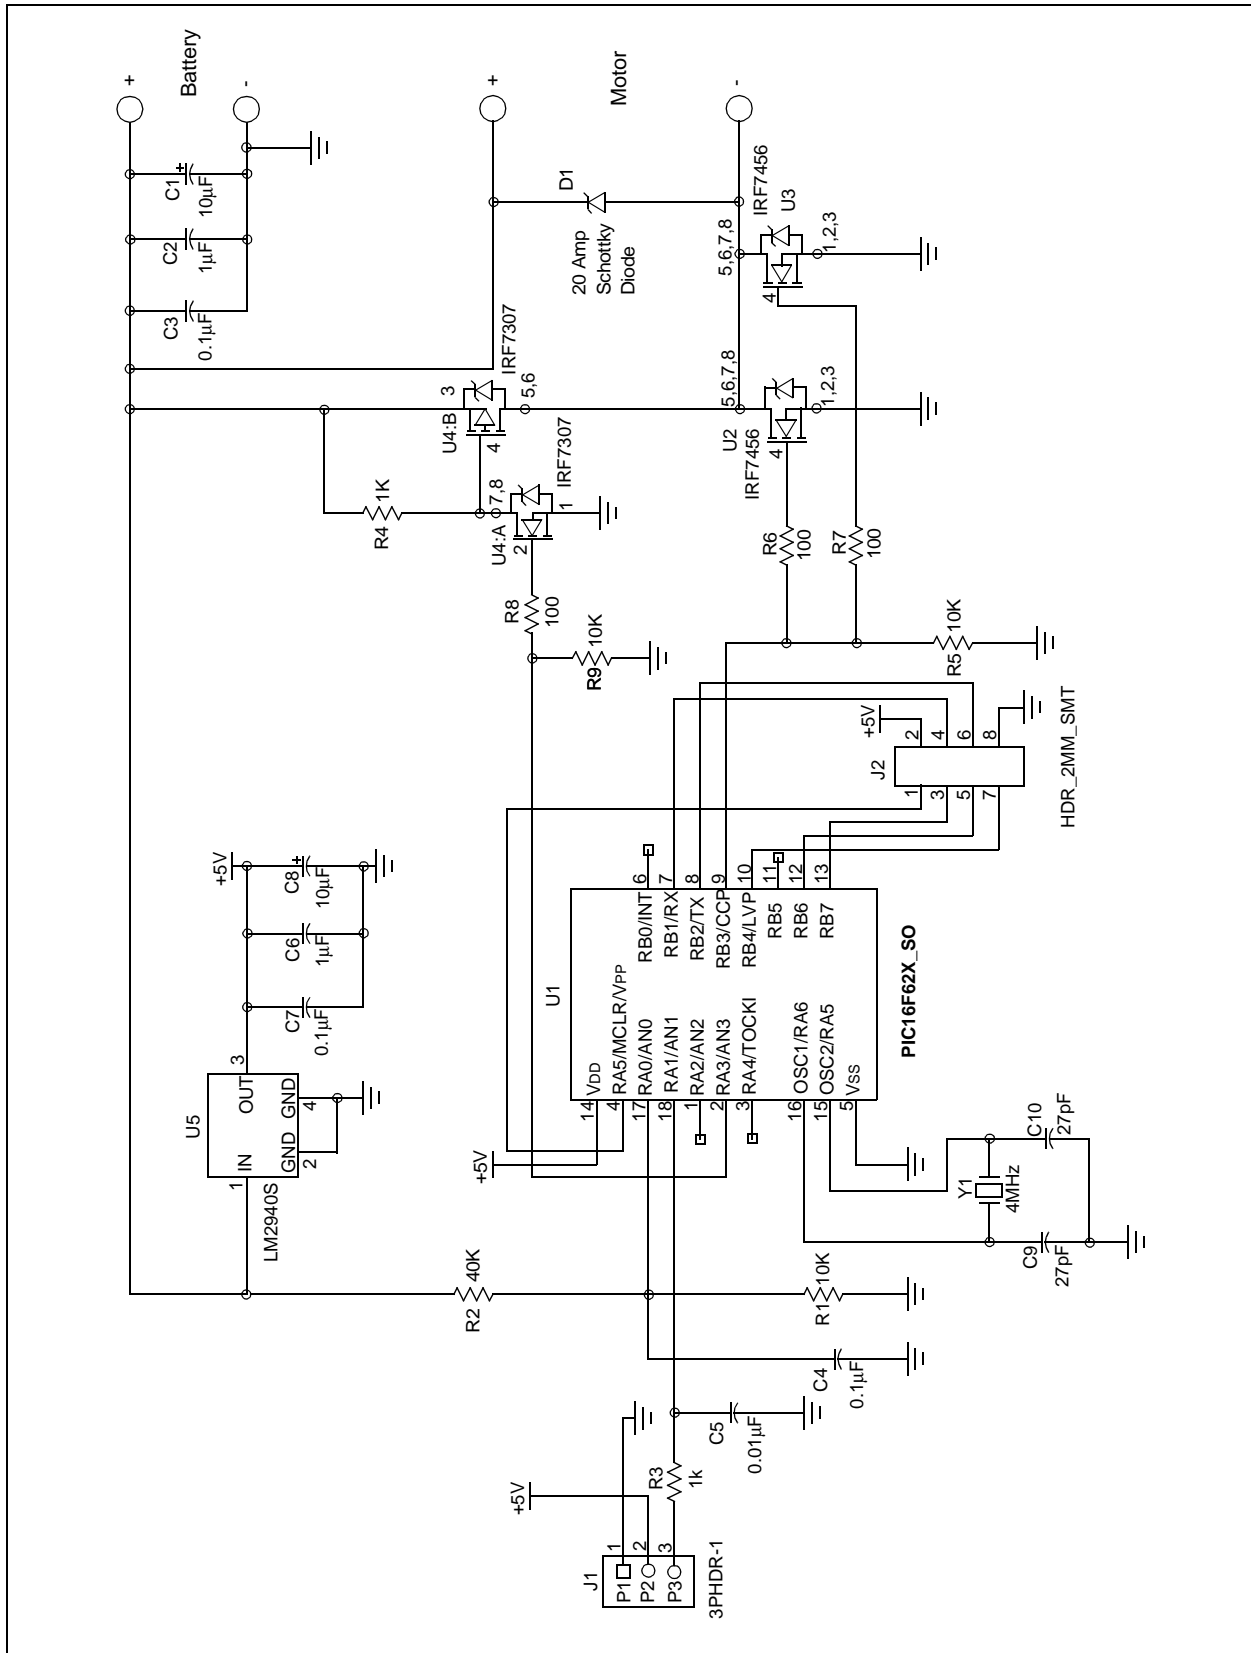 +
Battery
-
+
Motor
-
C1
+
10µF
C2
1µF
C3
0.1µF
D1
20 Amp
Schottky
Diode
IRF7456
U3
5,6,7,8
1,2,3
4
IRF7307
3
5,6
U4:B
4
5,6,7,8
1,2,3
U2
IRF7456
4
R4
1K
7,8
IRF7307
U4:A
1
2
R8
100
R6
100
R7
100
R9
10K
R5
10K
+5V
J2
2
4
6
8
1
3
5
7
HDR_2MM_SMT
+5V
C8
+
10µF
C6
1µF
C7
0.1µF
U5
3
OUT
GND
4
IN
GND
1
2
LM2940S
U1
6
7
8
9
10
11
12
13
RB0/INT
RB1/RX
RB2/TX
RB3/CCP
RB4/LVP
RB5
RB6
RB7
VDD
RA5/MCLR/VPP
RA0/AN0
RA1/AN1
RA2/AN2
RA3/AN3
RA4/TOCKI
OSC1/RA6
OSC2/RA5
VSS
14
4
17
18
1
2
3
16
15
5
PIC16F62X_SO
+5V
Y1
4MHz
C10
27pF
C9
27pF
R2
40K
R1
10K
C4
0.1µF
C5
0.01µF
R3
1k
+5V
J1
1
2
3
P1
P2
P3
3PHDR-1